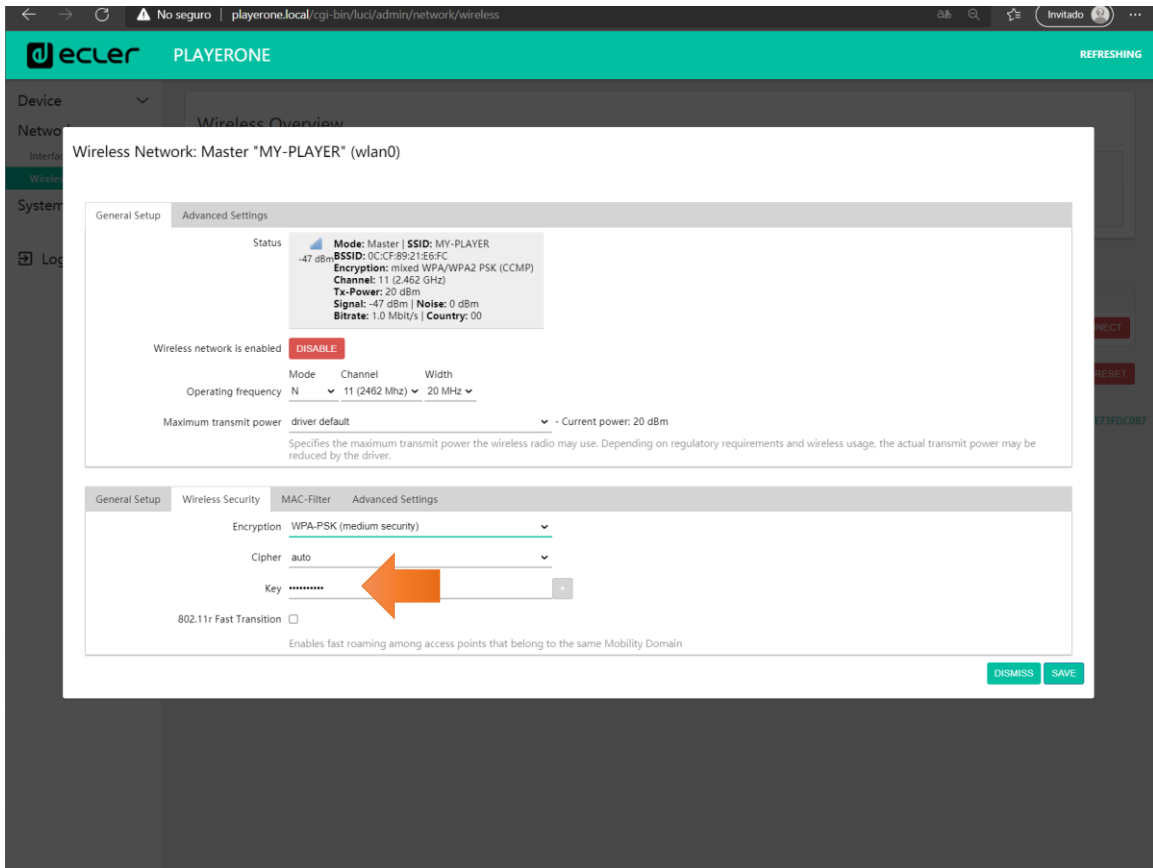 No seguro | playerone.local/cgi-bin/luci/admin/network/wireless
Invitado
ecler
PLAYERONE
REFRESHING
Device
Wireless Overview
Netwo
Interfac
Wireles
System
Log
Wireless Network: Master "MY-PLAYER" (wlan0)
General Setup Advanced Settings
Status
-47 dBm
Mode: Master | SSID: MY-PLAYER
BSSID: 0C:CF:89:21:E6:FC
Encryption: mixed WPA/WPA2 PSK (CCMP)
Channel: 11 (2.462 GHz)
Tx-Power: 20 dBm
Signal: -47 dBm | Noise: 0 dBm
Bitrate: 1.0 Mbit/s | Country: 00
Wireless network is enabled DISABLE
Mode Channel Width
Operating frequency N 11 (2462 Mhz) 20 MHz
Maximum transmit power driver default - Current power: 20 dBm
Specifies the maximum transmit power the wireless radio may use. Depending on regulatory requirements and wireless usage, the actual transmit power may be
reduced by the driver.
NECT
RESET
E73FDC0B7
General Setup Wireless Security MAC-Filter Advanced Settings
Encryption WPA-PSK (medium security)
Cipher auto
Key ••••••••••
802.11r Fast Transition
Enables fast roaming among access points that belong to the same Mobility Domain
DISMISS SAVE